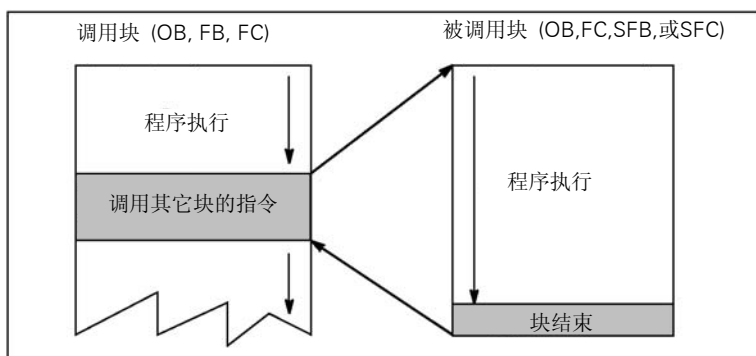 调用块 (OB, FB, FC)
被调用块 (OB,FC,SFB,或SFC)
程序执行
调用其它块的指令
程序执行
块结束